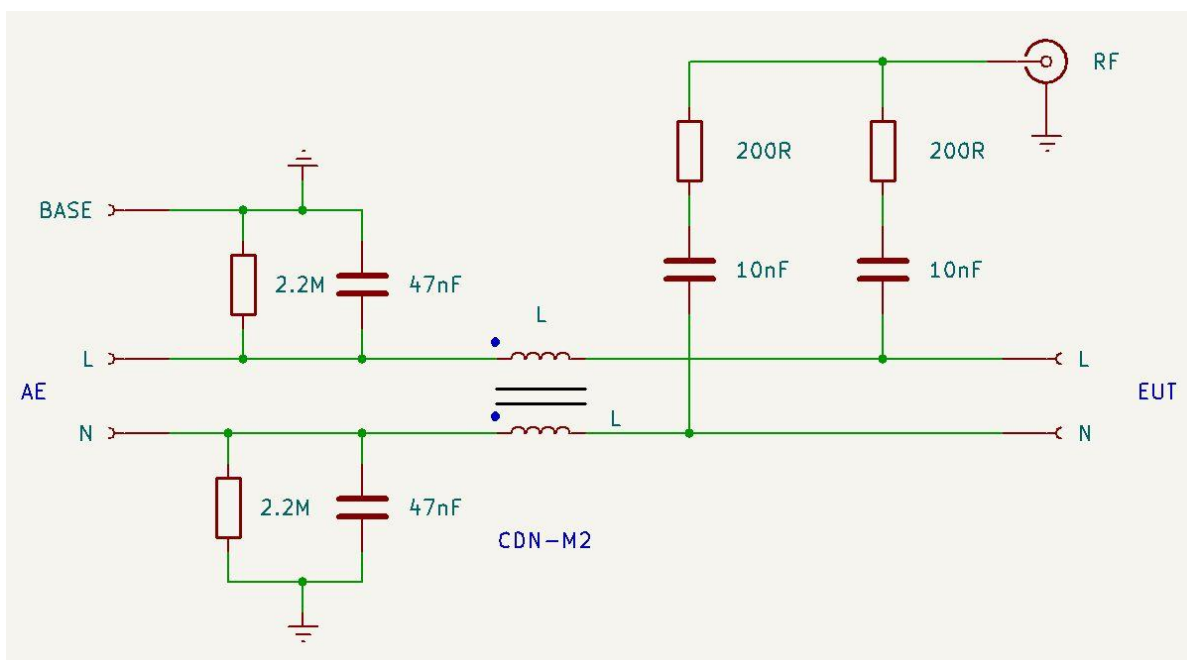 RF
200R
200R
BASE
10nF
10nF
2.2M
47nF
L
L
L
AE
EUT
L
N
N
2.2M
47nF
CDN-M2